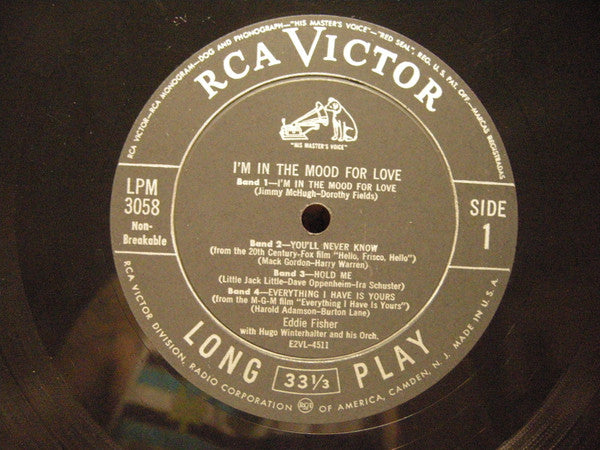 RCA VICTOR—RCA MONOGRAM—DOG AND PHONOGRAPH—"HIS MASTER'S VOICE"—"RED SEAL", REG. U. S. PAT. OFF.—MARCAS REGISTRADAS
RCA VICTOR
"HIS MASTER'S VOICE"
I'M IN THE MOOD FOR LOVE
Band 1—I'M IN THE MOOD FOR LOVE
(Jimmy McHugh-Dorothy Fields)
LPM
3058
Non-
Breakable
SIDE
1
Band 2—YOU'LL NEVER KNOW
(from the 20th Century-Fox film "Hello, Frisco, Hello")
(Mack Gordon-Harry Warren)
Band 3—HOLD ME
(Little Jack Little-Dave Oppenheim-Ira Schuster)
Band 4—EVERYTHING I HAVE IS YOURS
(from the M-G-M film "Everything I Have Is Yours")
(Harold Adamson-Burton Lane)
Eddie Fisher
with Hugo Winterhalter and his Orch.
E2VL-4511
LONG 33⅓ PLAY
RCA VICTOR DIVISION, RADIO CORPORATION RCA OF AMERICA, CAMDEN, N. J. MADE IN U. S. A.